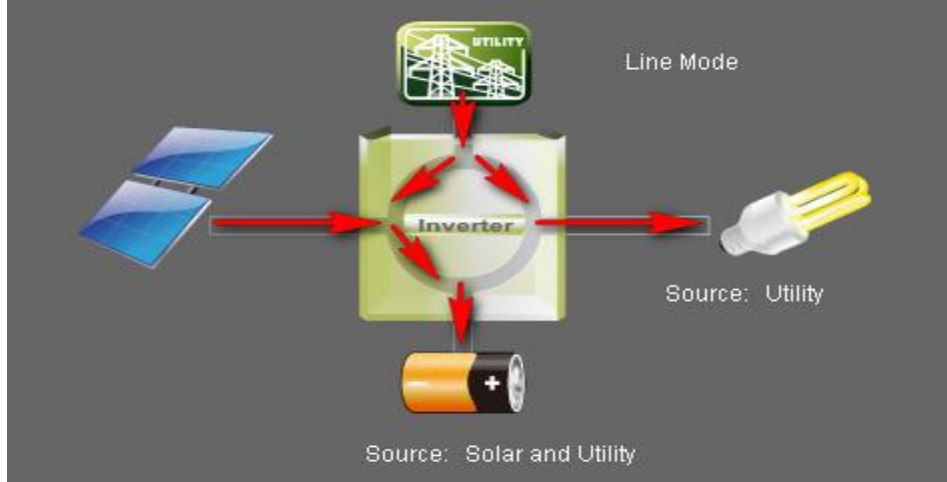 UTILITY
Line Mode
Inverter
Source: Utility
+
Source: Solar and Utility